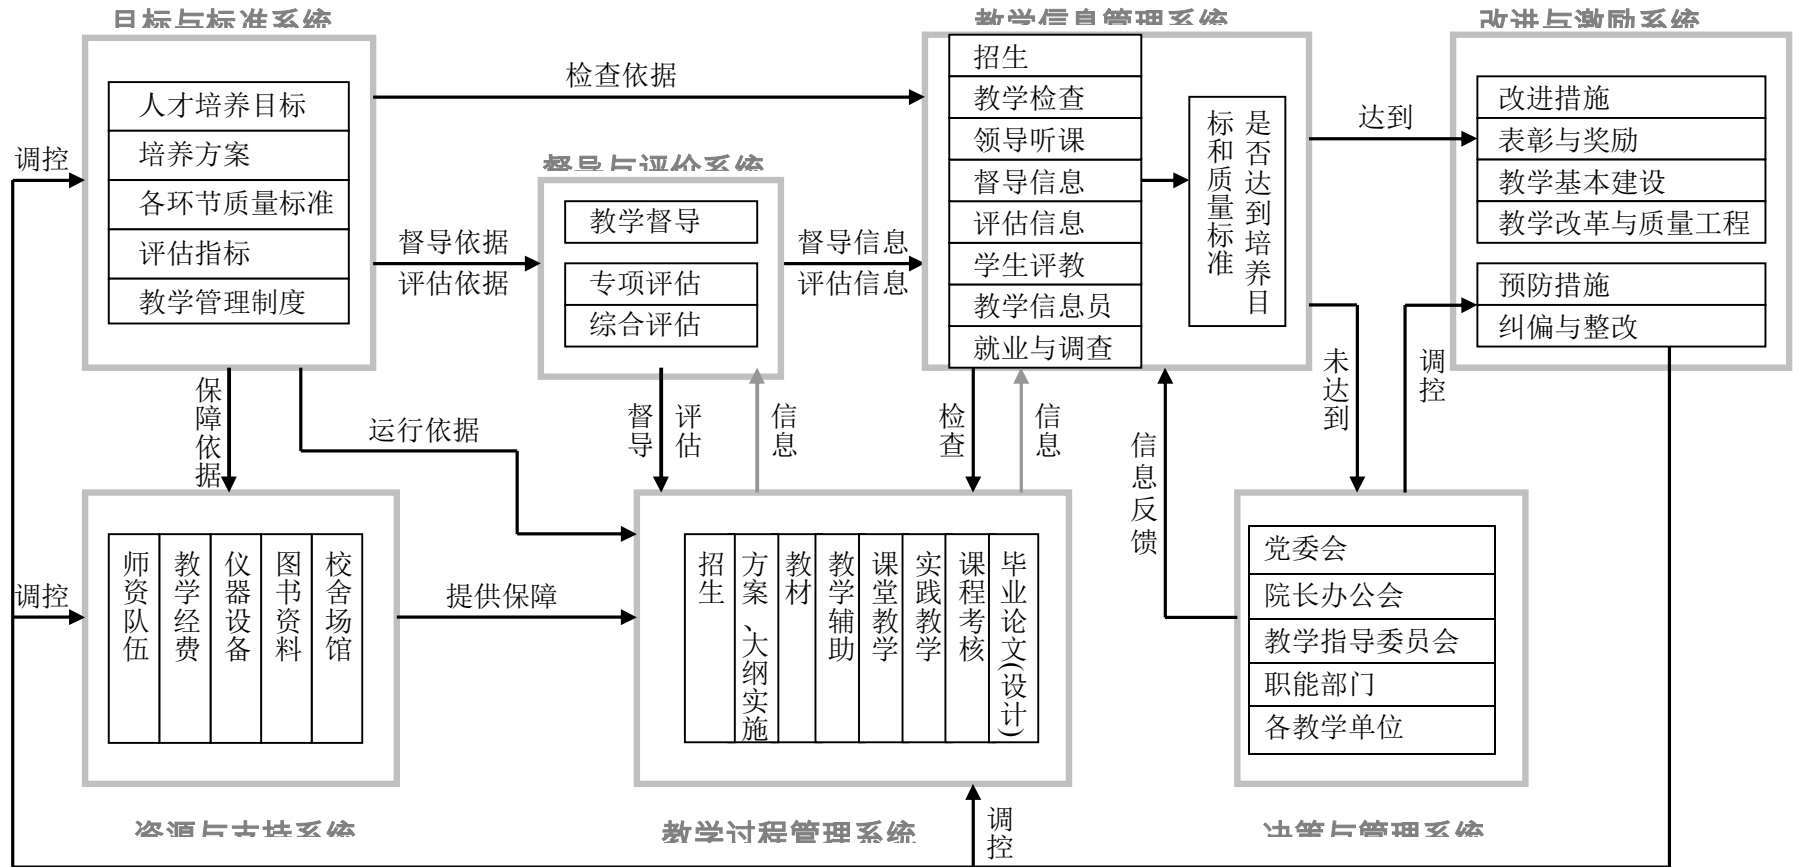 目标与标准系统
教学信息管理系统
改进与激励系统
人才培养目标
培养方案
各环节质量标准
评估指标
教学管理制度
检查依据
调控
督导与评价系统
教学督导
专项评估
综合评估
督导依据
评估依据
督导信息
评估信息
招生
教学检查
领导听课
督导信息
评估信息
学生评教
教学信息员
就业与调查
是否达到培养目
标和质量标准
达到
改进措施
表彰与奖励
教学基本建设
教学改革与质量工程
预防措施
纠偏与整改
保障依据
运行依据
督导
评估
信息
检查
信息
信息反馈
未达到
调控
调控
师资队伍
教学经费
仪器设备
图书资料
校舍场馆
提供保障
招生
方案、大纲实施
教材
教学辅助
课堂教学
实践教学
课程考核
毕业论文(设计)
党委会
院长办公会
教学指导委员会
职能部门
各教学单位
资源与支持系统
教学过程管理系统
调控
决策与管理系统